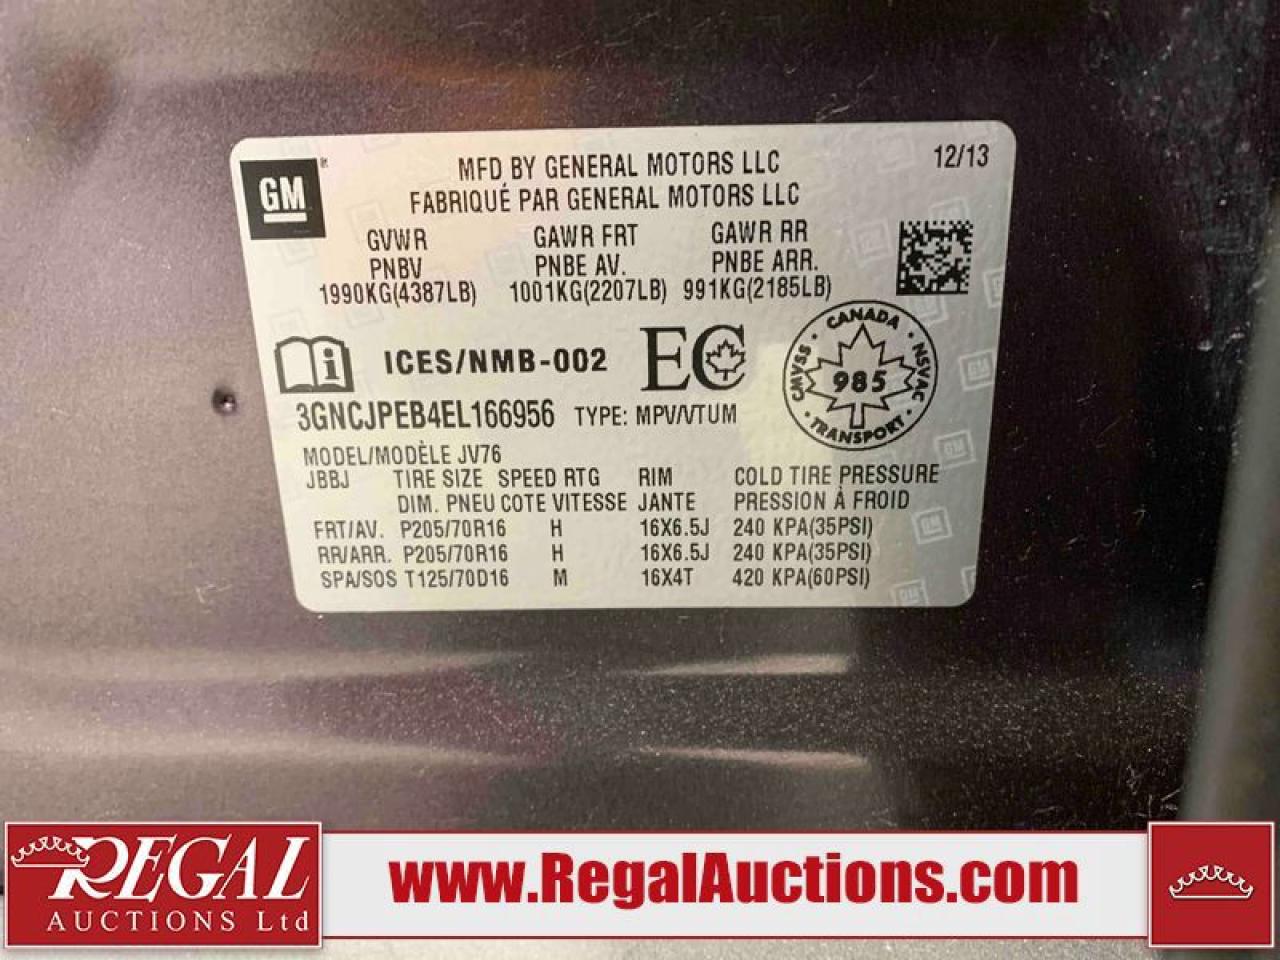 GM
MFD BY GENERAL MOTORS LLC
12/13
FABRIQUÉ PAR GENERAL MOTORS LLC
GVWR GAWR FRT GAWR RR
PNBV PNBE AV. PNBE ARR.
1990KG(4387LB) 1001KG(2207LB) 991KG(2185LB)
ICES/NMB-002 EC
CANADA
CMVSS 985 NSVAC
TRANSPORT
3GNCJPEB4EL166956 TYPE: MPV/VTUM
MODEL/MODÈLE JV76
JBBJ TIRE SIZE SPEED RTG RIM COLD TIRE PRESSURE
DIM. PNEU COTE VITESSE JANTE PRESSION À FROID
FRT/AV. P205/70R16 H 16X6.5J 240 KPA(35PSI)
RR/ARR. P205/70R16 H 16X6.5J 240 KPA(35PSI)
SPA/SOS T125/70D16 M 16X4T 420 KPA(60PSI)
REGAL
AUCTIONS Ltd
www.RegalAuctions.com